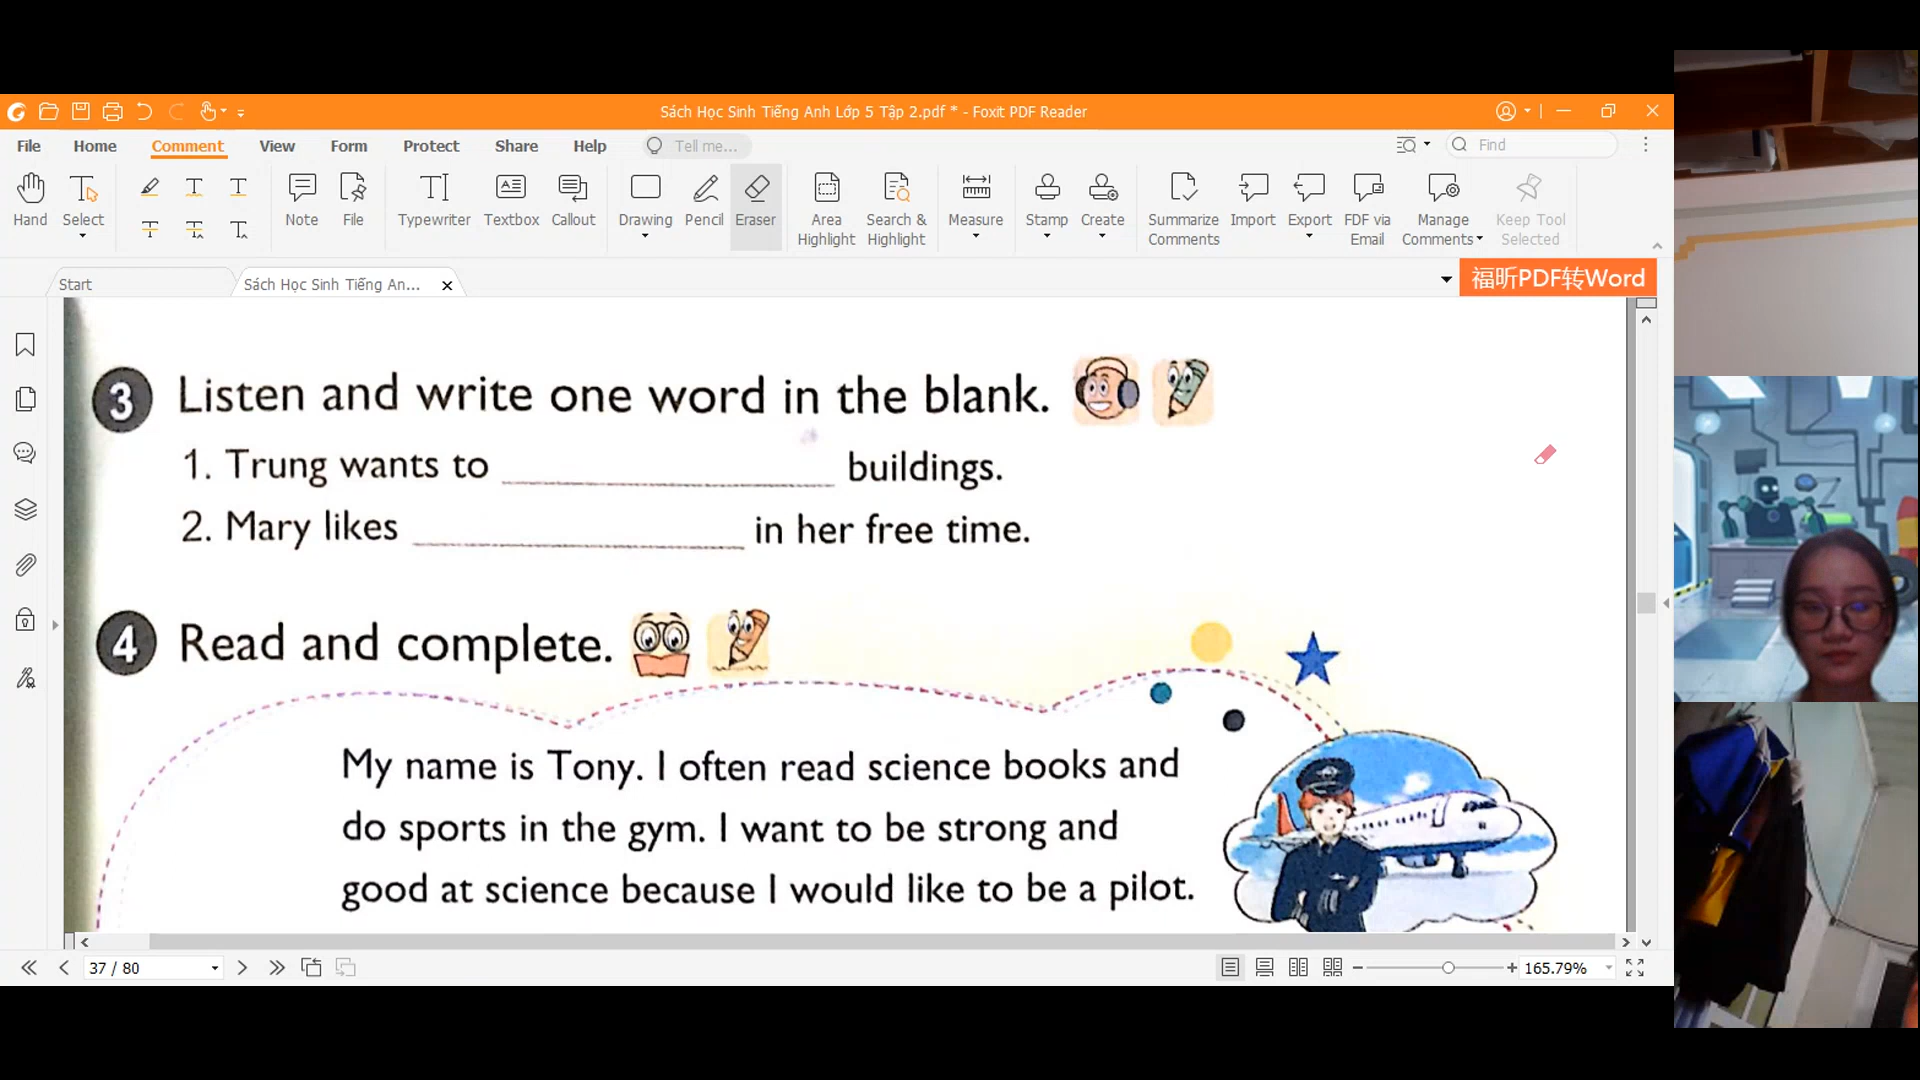 Sách Học Sinh Tiếng Anh Lớp 5 Tập 2.pdf * - Foxit PDF Reader
File Home Comment View Form Protect Share Help Tell me... Find
Hand Select Note File Typewriter Textbox Callout Drawing Pencil Eraser Area Highlight Search & Highlight Measure Stamp Create Summarize Comments Import Export FDF via Email Manage Comments Keep Tool Selected
Start Sách Học Sinh Tiếng An... 福昕PDF转Word
3 Listen and write one word in the blank.
1. Trung wants to ________ buildings.
2. Mary likes ________ in her free time.
4 Read and complete.
My name is Tony. I often read science books and
do sports in the gym. I want to be strong and
good at science because I would like to be a pilot.
37 / 80 165.79%